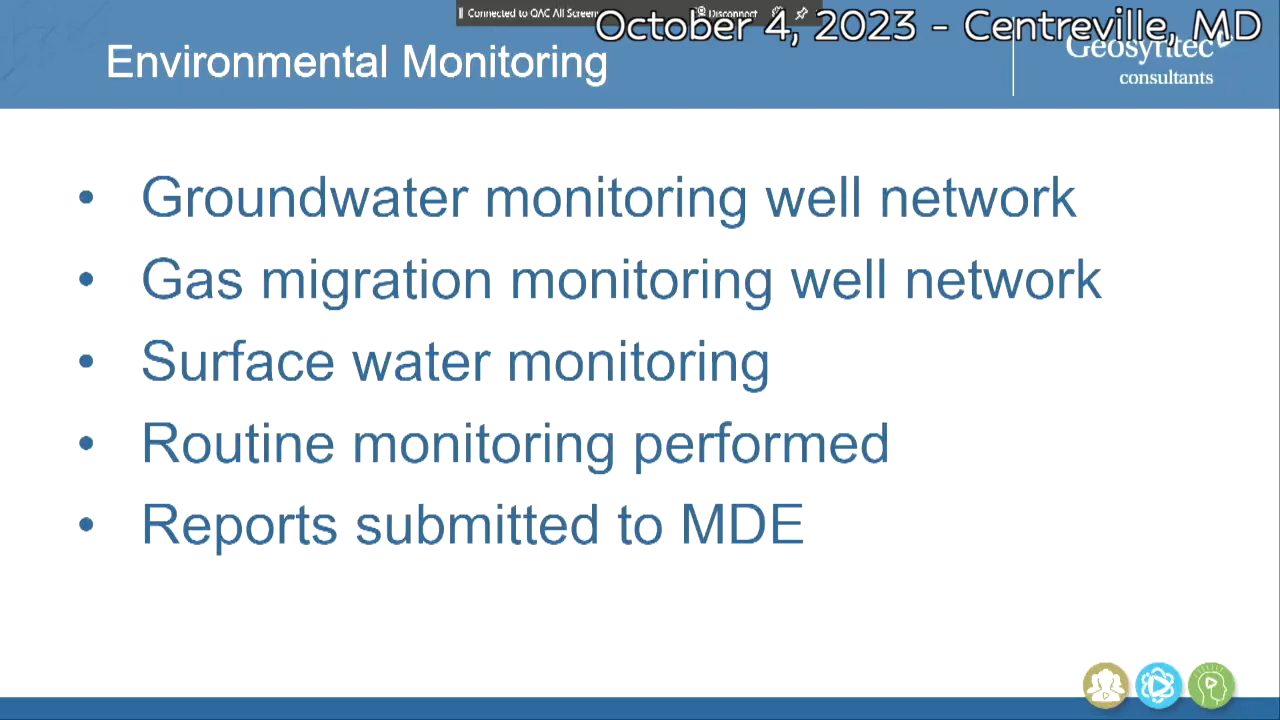 Connected to QAC All Screens
Disconnect
October 4, 2023 - Centreville, MD
Environmental Monitoring
Geosyntec
consultants
• Groundwater monitoring well network
• Gas migration monitoring well network
• Surface water monitoring
• Routine monitoring performed
• Reports submitted to MDE